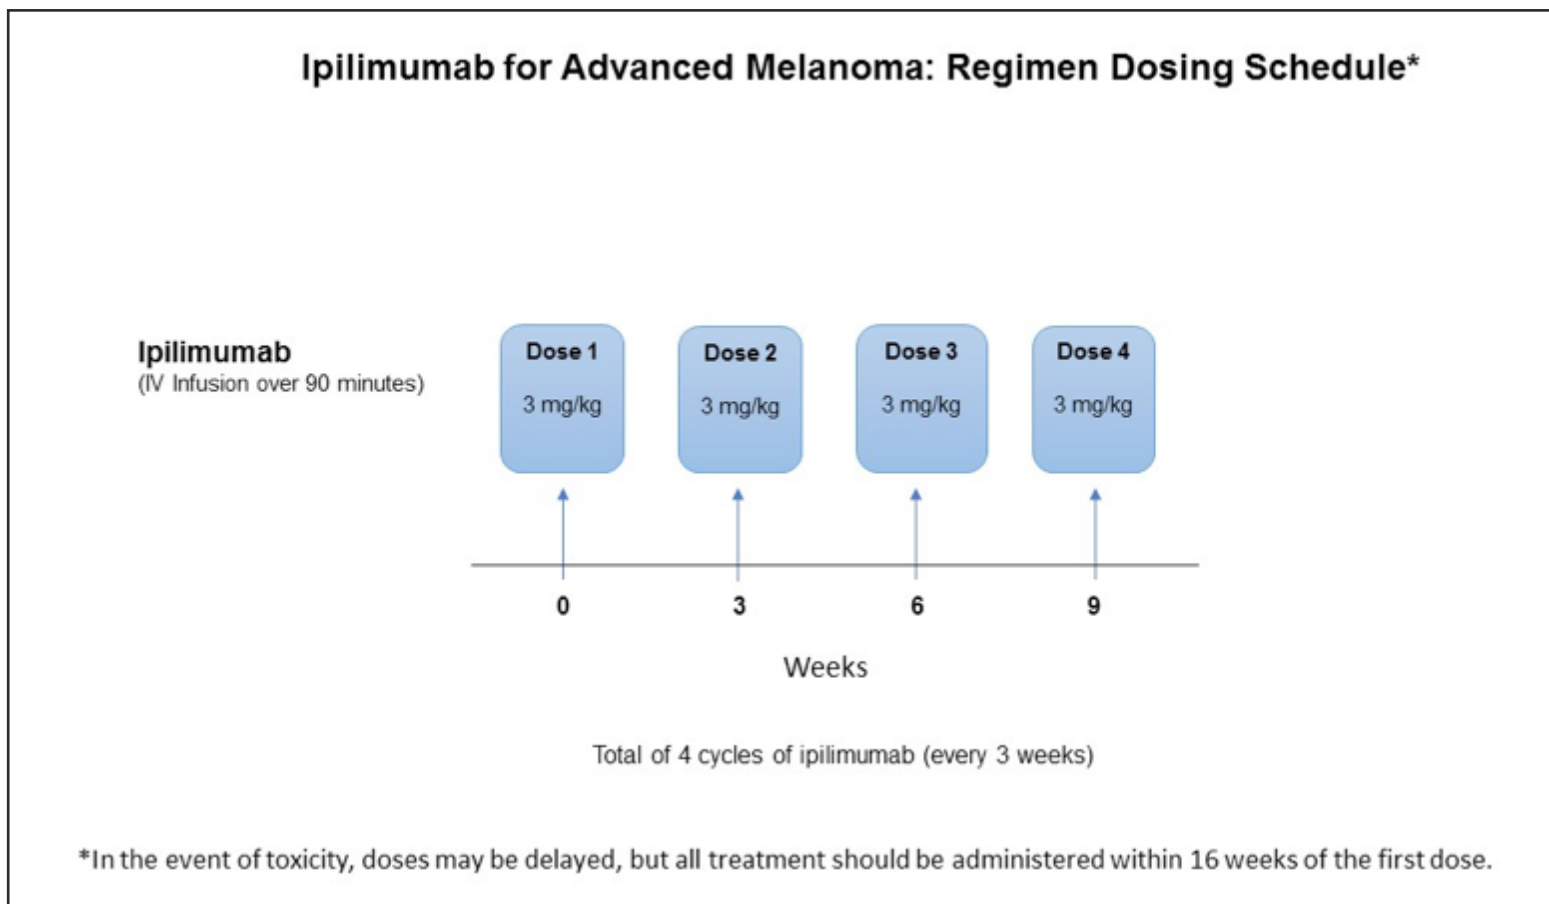 Ipilimumab for Advanced Melanoma: Regimen Dosing Schedule*
Ipilimumab
(IV Infusion over 90 minutes)
Dose 1
3 mg/kg
Dose 2
3 mg/kg
Dose 3
3 mg/kg
Dose 4
3 mg/kg
0 3 6 9
Weeks
Total of 4 cycles of ipilimumab (every 3 weeks)
*In the event of toxicity, doses may be delayed, but all treatment should be administered within 16 weeks of the first dose.